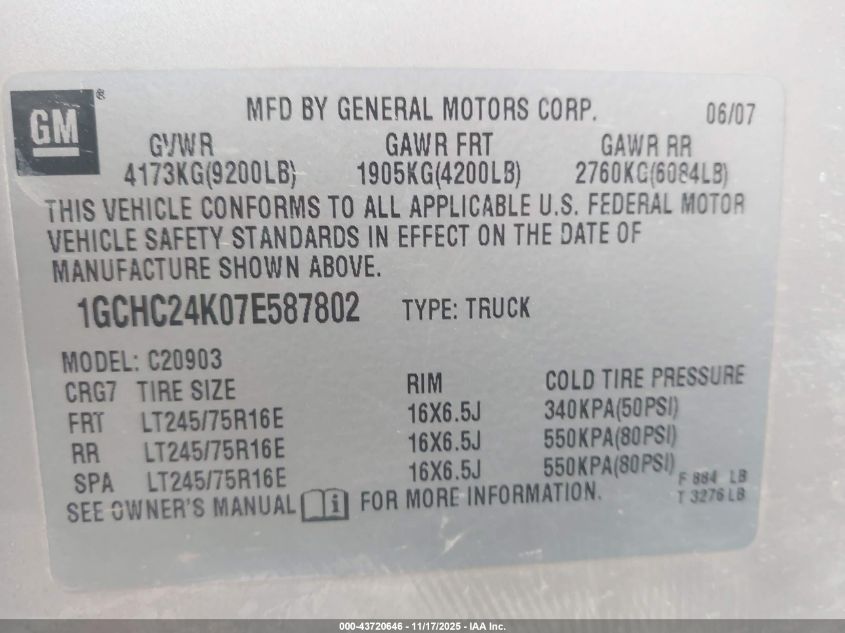 GM ® MFD BY GENERAL MOTORS CORP. 06/07
GVWR GAWR FRT GAWR RR
4173KG(9200LB) 1905KG(4200LB) 2760KG(6084LB)
THIS VEHICLE CONFORMS TO ALL APPLICABLE U.S. FEDERAL MOTOR
VEHICLE SAFETY STANDARDS IN EFFECT ON THE DATE OF
MANUFACTURE SHOWN ABOVE.
1GCHC24K07E587802 TYPE: TRUCK
MODEL: C20903
CRG7 TIRE SIZE RIM COLD TIRE PRESSURE
FRT LT245/75R16E 16X6.5J 340KPA(50PSI)
RR LT245/75R16E 16X6.5J 550KPA(80PSI)
SPA LT245/75R16E 16X6.5J 550KPA(80PSI)
F 884 LB
T 3276 LB
SEE OWNER'S MANUAL i FOR MORE INFORMATION.
000-43720646 - 11/17/2025 - IAA Inc.